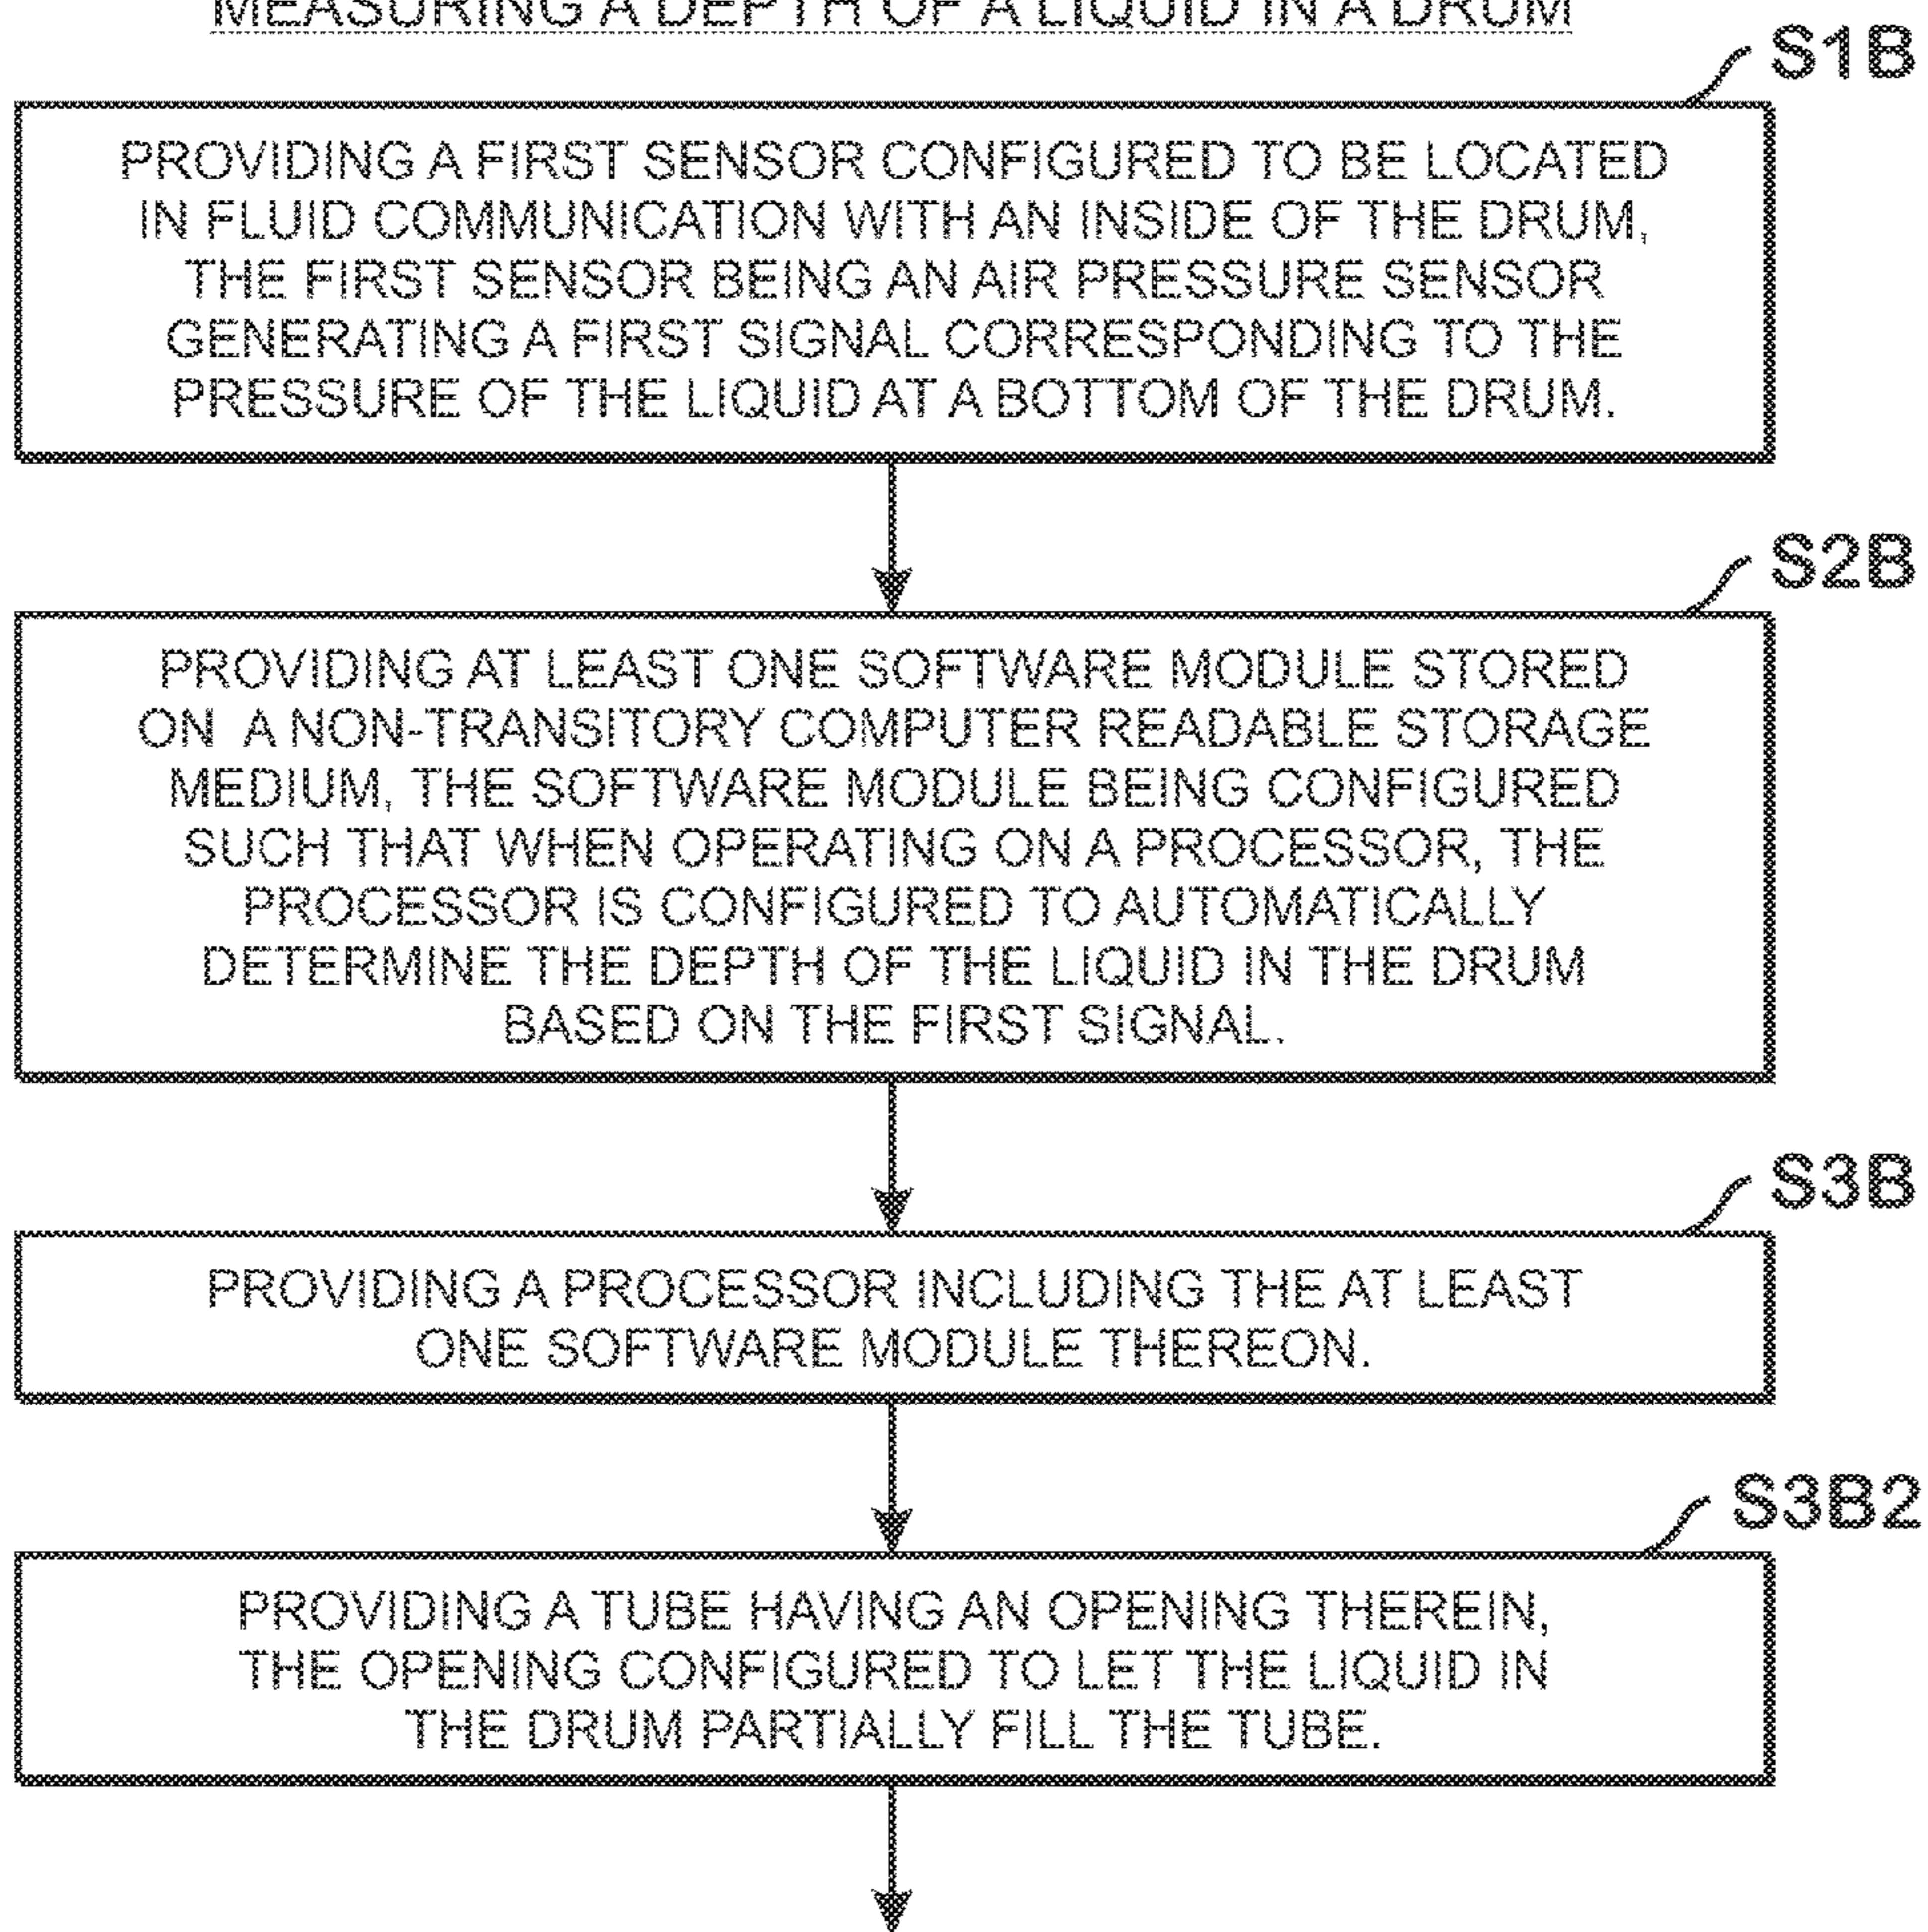 MEASURING A DEPTH OF A LIQUID IN A DRUM
S1B
PROVIDING A FIRST SENSOR CONFIGURED TO BE LOCATED
IN FLUID COMMUNICATION WITH AN INSIDE OF THE DRUM,
THE FIRST SENSOR BEING AN AIR PRESSURE SENSOR
GENERATING A FIRST SIGNAL CORRESPONDING TO THE
PRESSURE OF THE LIQUID AT A BOTTOM OF THE DRUM.
S2B
PROVIDING AT LEAST ONE SOFTWARE MODULE STORED
ON A NON-TRANSITORY COMPUTER READABLE STORAGE
MEDIUM, THE SOFTWARE MODULE BEING CONFIGURED
SUCH THAT WHEN OPERATING ON A PROCESSOR, THE
PROCESSOR IS CONFIGURED TO AUTOMATICALLY
DETERMINE THE DEPTH OF THE LIQUID IN THE DRUM
BASED ON THE FIRST SIGNAL.
S3B
PROVIDING A PROCESSOR INCLUDING THE AT LEAST
ONE SOFTWARE MODULE THEREON.
S3B2
PROVIDING A TUBE HAVING AN OPENING THEREIN,
THE OPENING CONFIGURED TO LET THE LIQUID IN
THE DRUM PARTIALLY FILL THE TUBE.